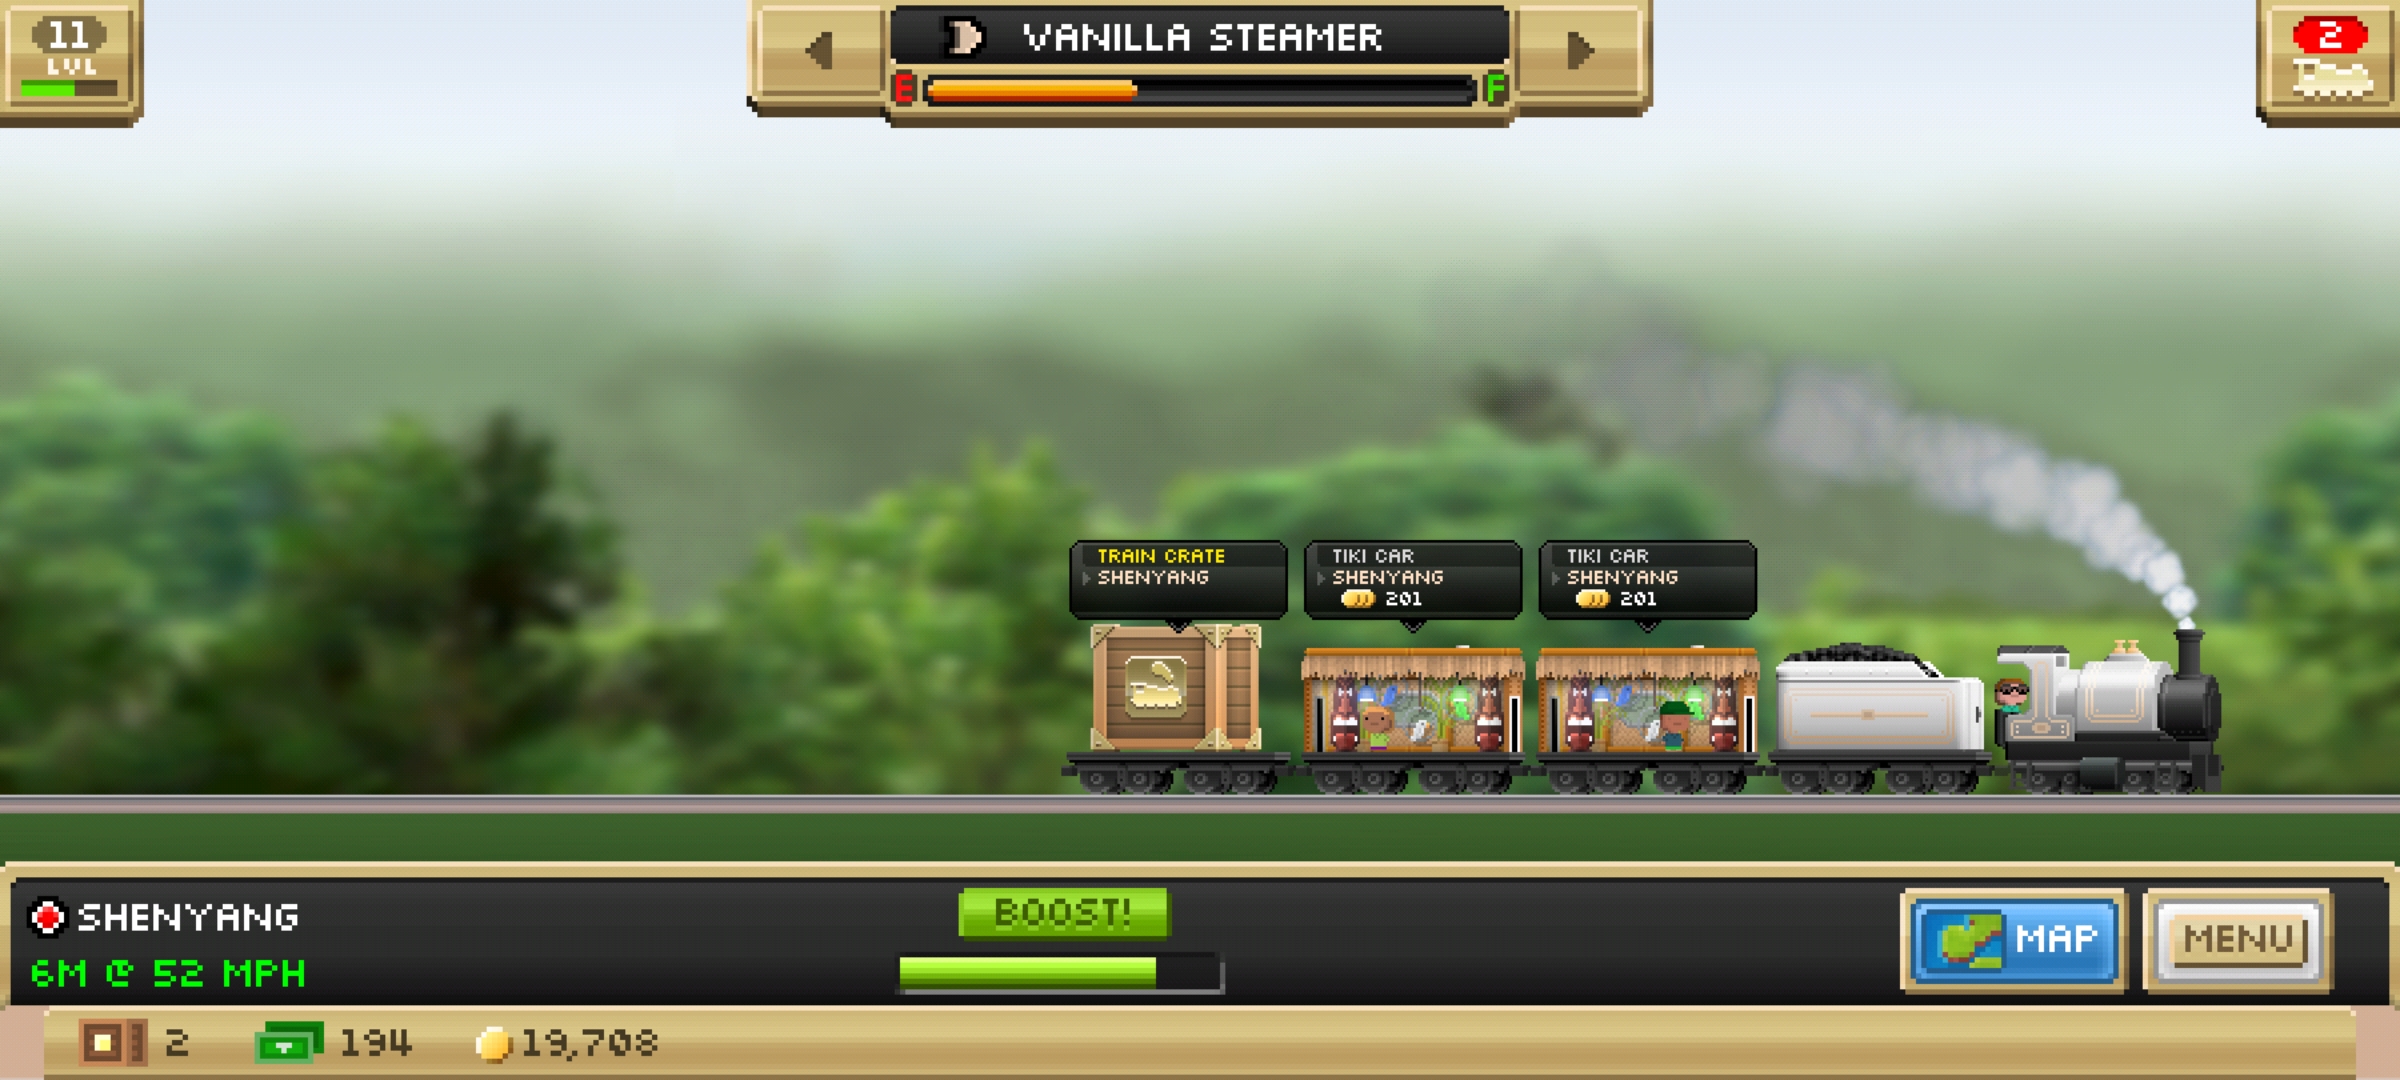 11
LVL
VANILLA STEAMER
E F
2
TRAIN CRATE
SHENYANG
TIKI CAR
SHENYANG
201
TIKI CAR
SHENYANG
201
SHENYANG
6M @ 52 MPH
BOOST!
MAP
MENU
2
194
19,708